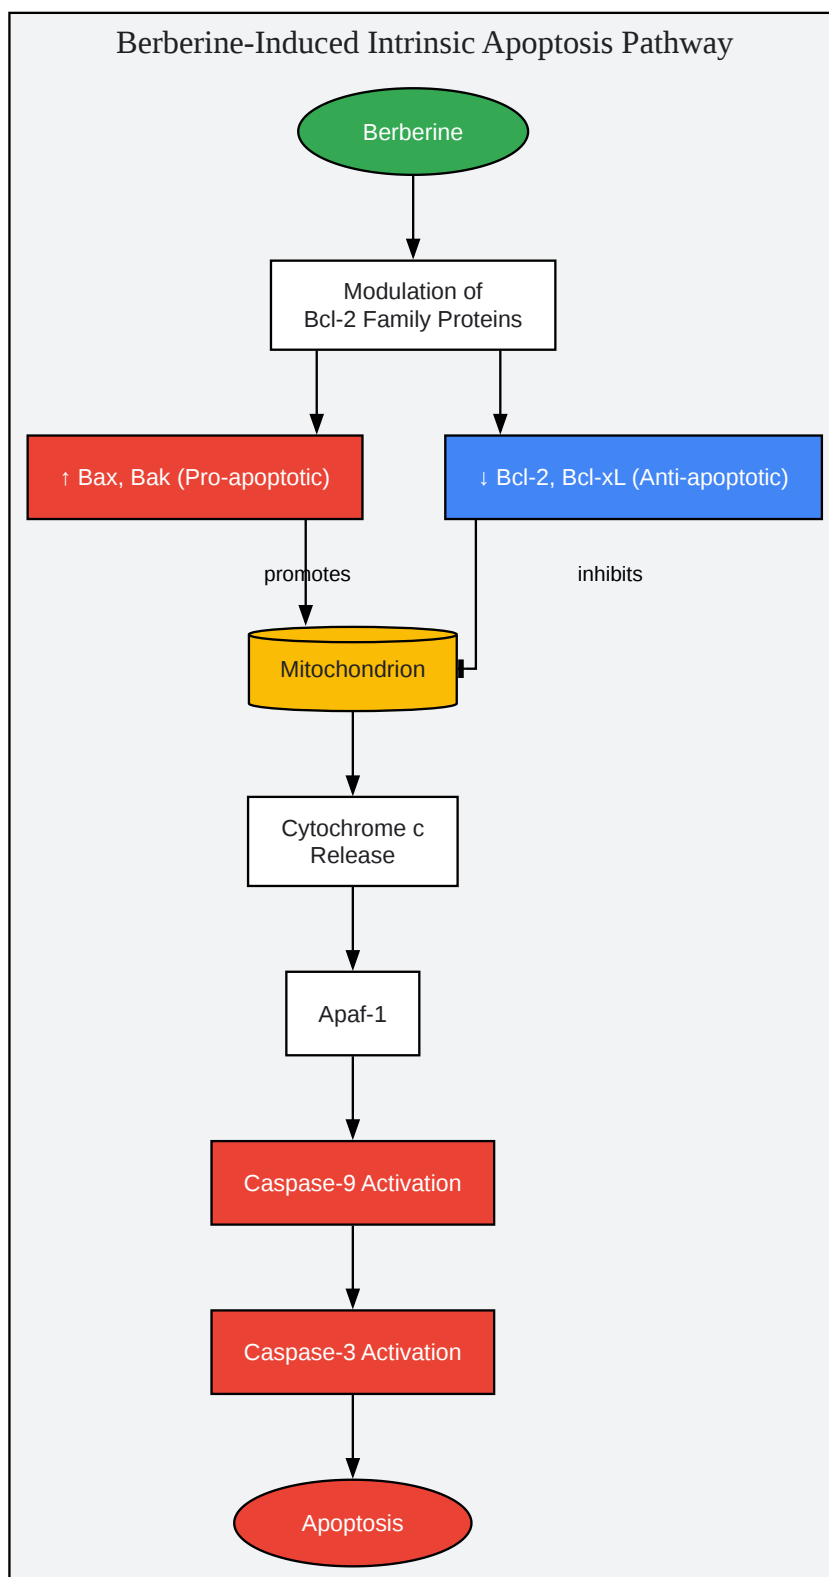 Berberine-Induced Intrinsic Apoptosis Pathway
Berberine
Modulation of
Bcl-2 Family Proteins
↑ Bax, Bak (Pro-apoptotic)
↓ Bcl-2, Bcl-xL (Anti-apoptotic)
promotes
inhibits
Mitochondrion
Cytochrome c
Release
Apaf-1
Caspase-9 Activation
Caspase-3 Activation
Apoptosis